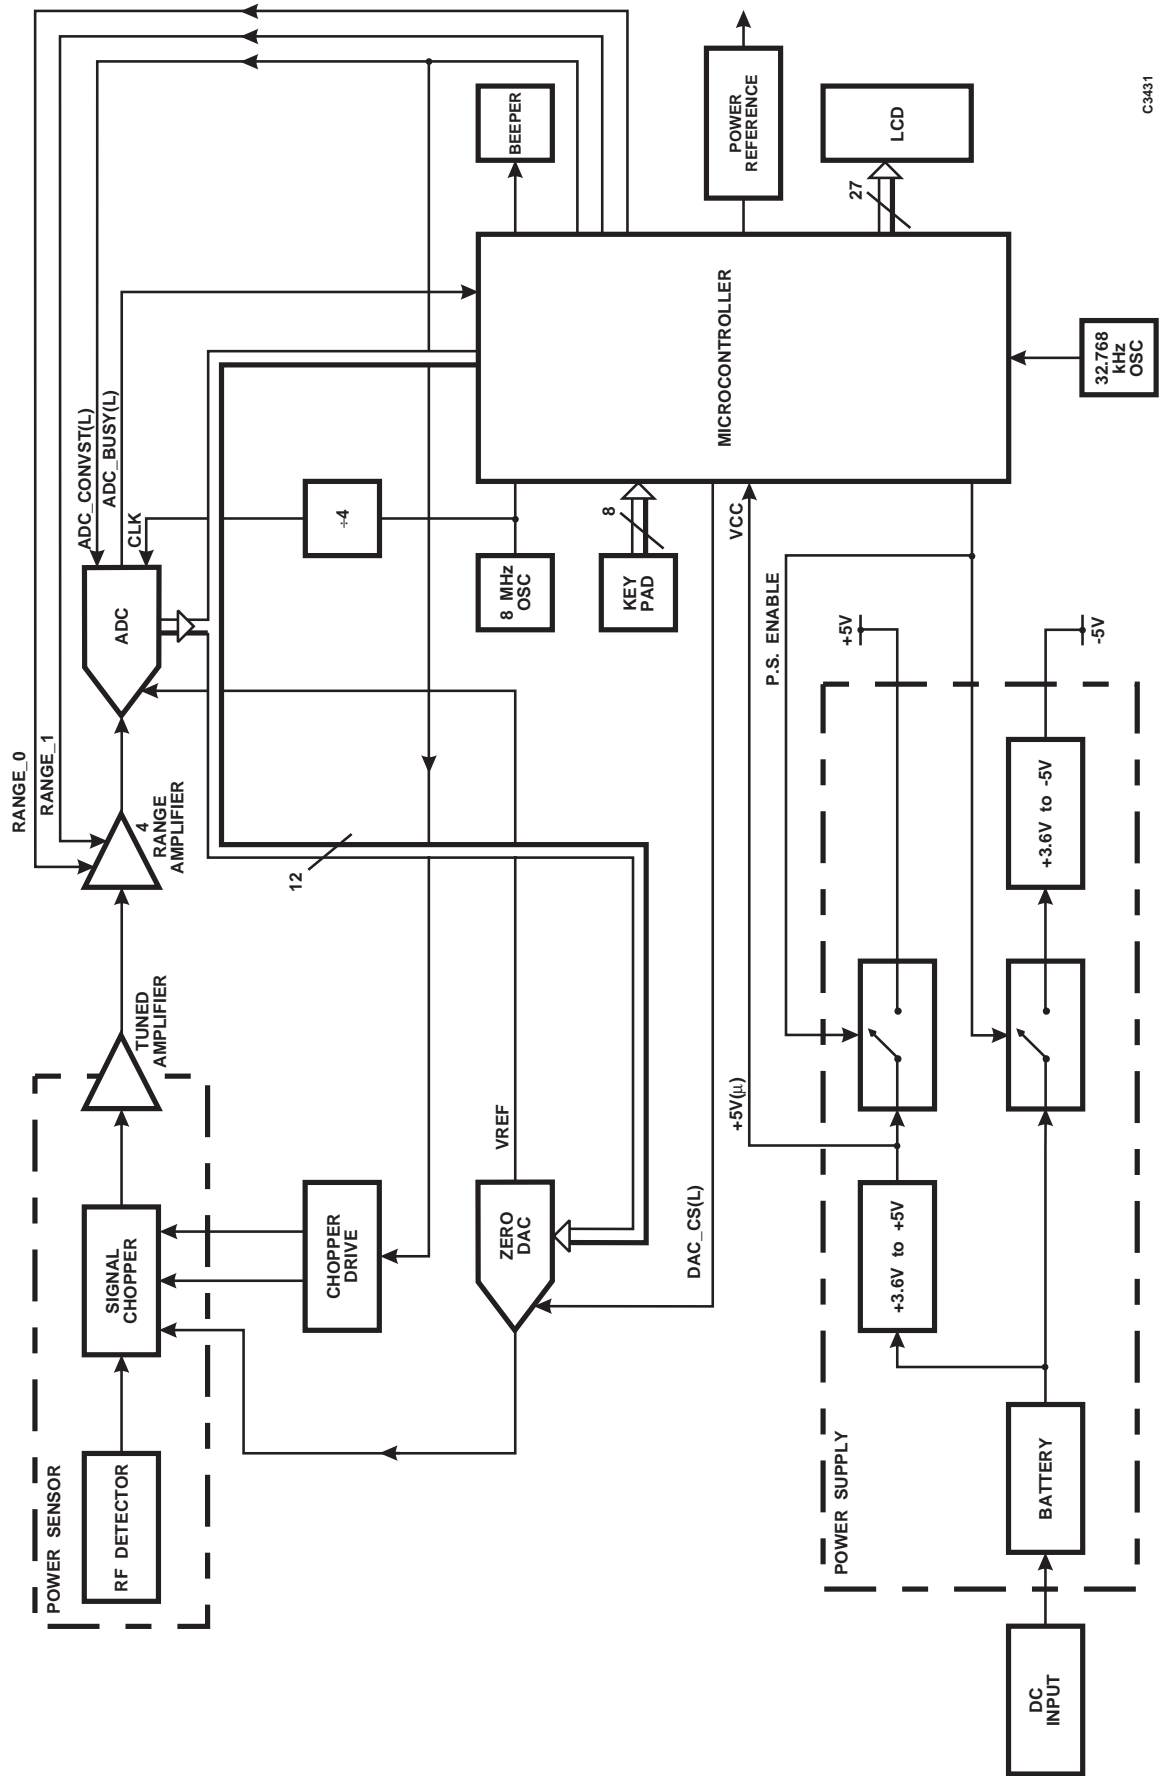 POWER SENSOR
RF DETECTOR
SIGNAL
CHOPPER
TUNED
AMPLIFIER
4
RANGE
AMPLIFIER
RANGE_0
RANGE_1
ADC
ADC_CONVST(L)
ADC_BUSY(L)
CLK
CHOPPER
DRIVE
12
÷4
ZERO
DAC
VREF
8 MHz
OSC
BEEPER
KEY
PAD
8
DAC_CS(L)
+5V(μ)
VCC
MICROCONTROLLER
POWER
REFERENCE
27
LCD
P.S. ENABLE
POWER SUPPLY
+3.6V to +5V
+5V
DC
INPUT
BATTERY
+3.6V to -5V
-5V
32.768
kHz
OSC
C3431